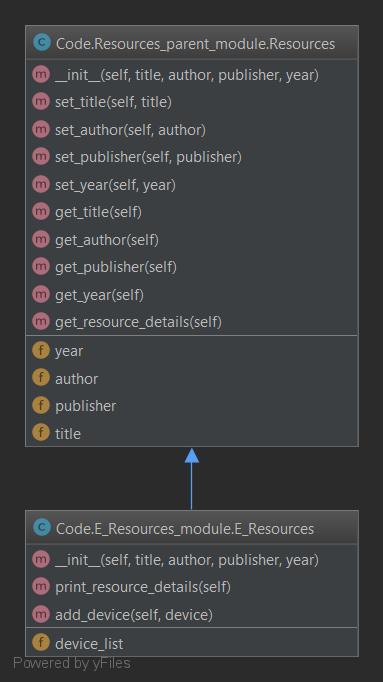 C Code.Resources_parent_module.Resources
m __init__(self, title, author, publisher, year)
m set_title(self, title)
m set_author(self, author)
m set_publisher(self, publisher)
m set_year(self, year)
m get_title(self)
m get_author(self)
m get_publisher(self)
m get_year(self)
m get_resource_details(self)
f year
f author
f publisher
f title
C Code.E_Resources_module.E_Resources
m __init__(self, title, author, publisher, year)
m print_resource_details(self)
m add_device(self, device)
f device_list
Powered by yFiles